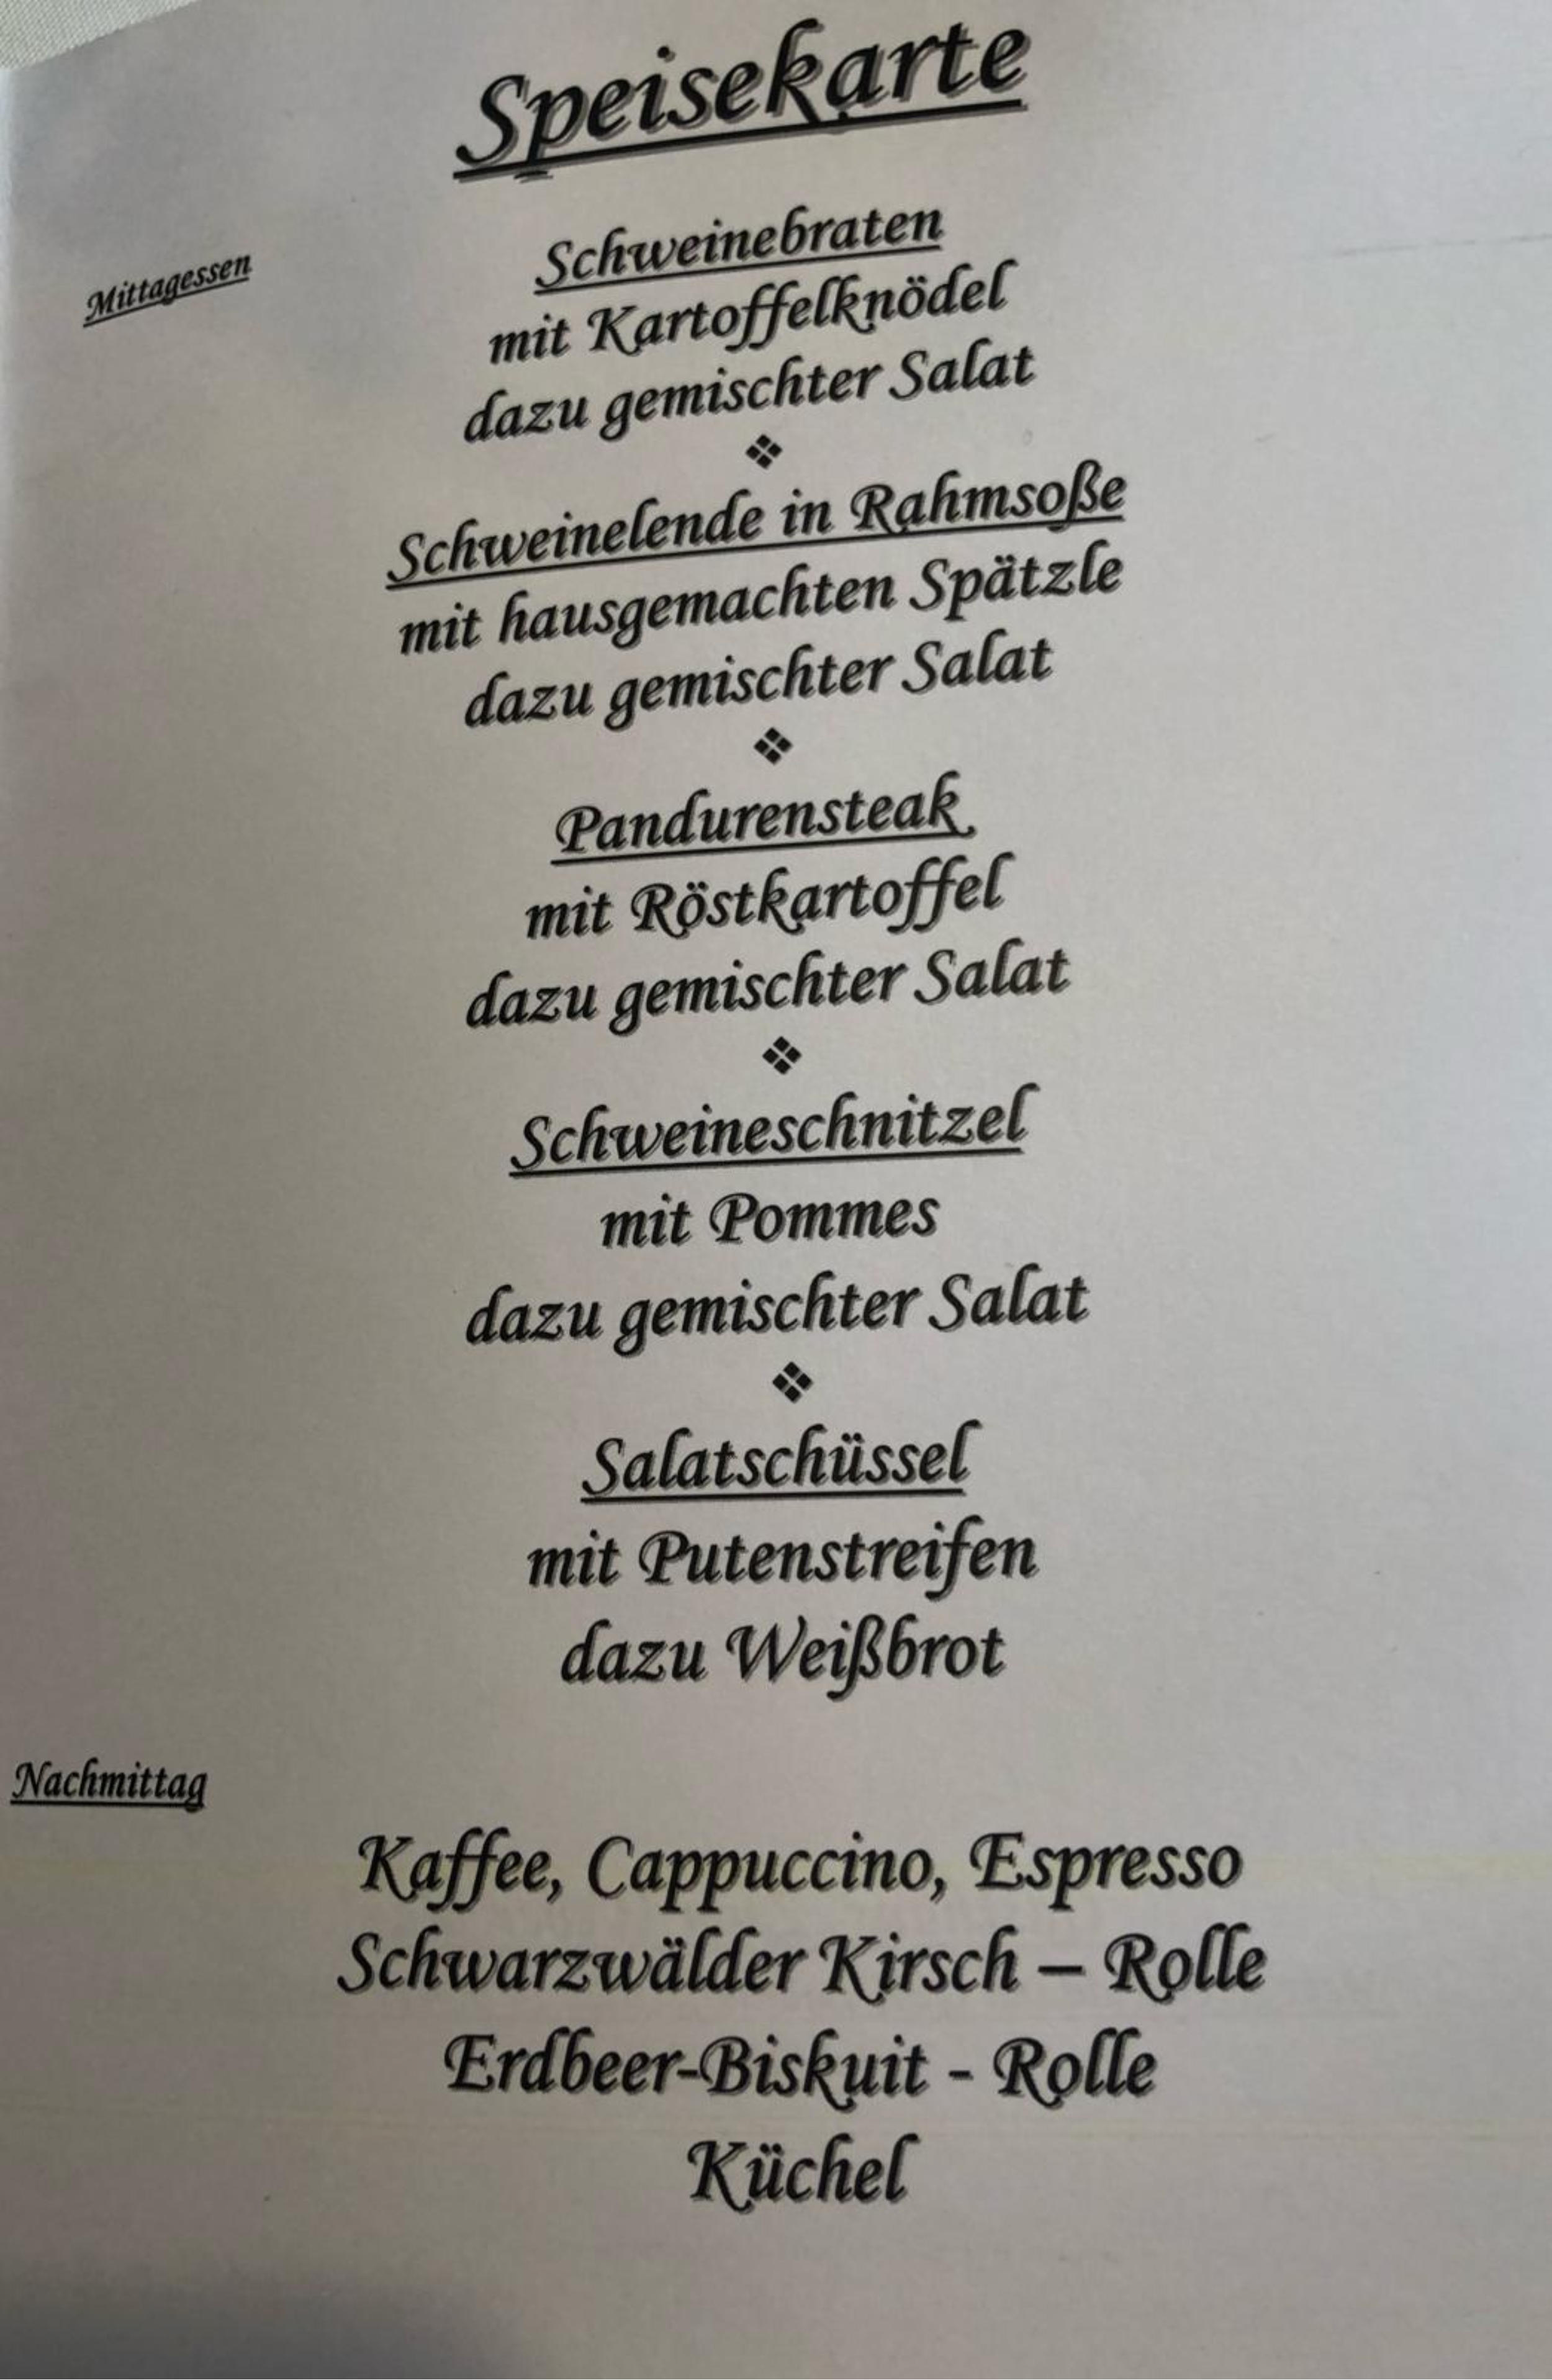 Speisekarte
Mittagessen
Schweinebraten
mit Kartoffelknödel
dazu gemischter Salat
❖
Schweinelende in Rahmsoße
mit hausgemachten Spätzle
dazu gemischter Salat
❖
Pandurensteak
mit Röstkartoffel
dazu gemischter Salat
❖
Schweineschnitzel
mit Pommes
dazu gemischter Salat
❖
Salatschüssel
mit Putenstreifen
dazu Weißbrot
Nachmittag
Kaffee, Cappuccino, Espresso
Schwarzwälder Kirsch – Rolle
Erdbeer-Biskuit - Rolle
Küchel